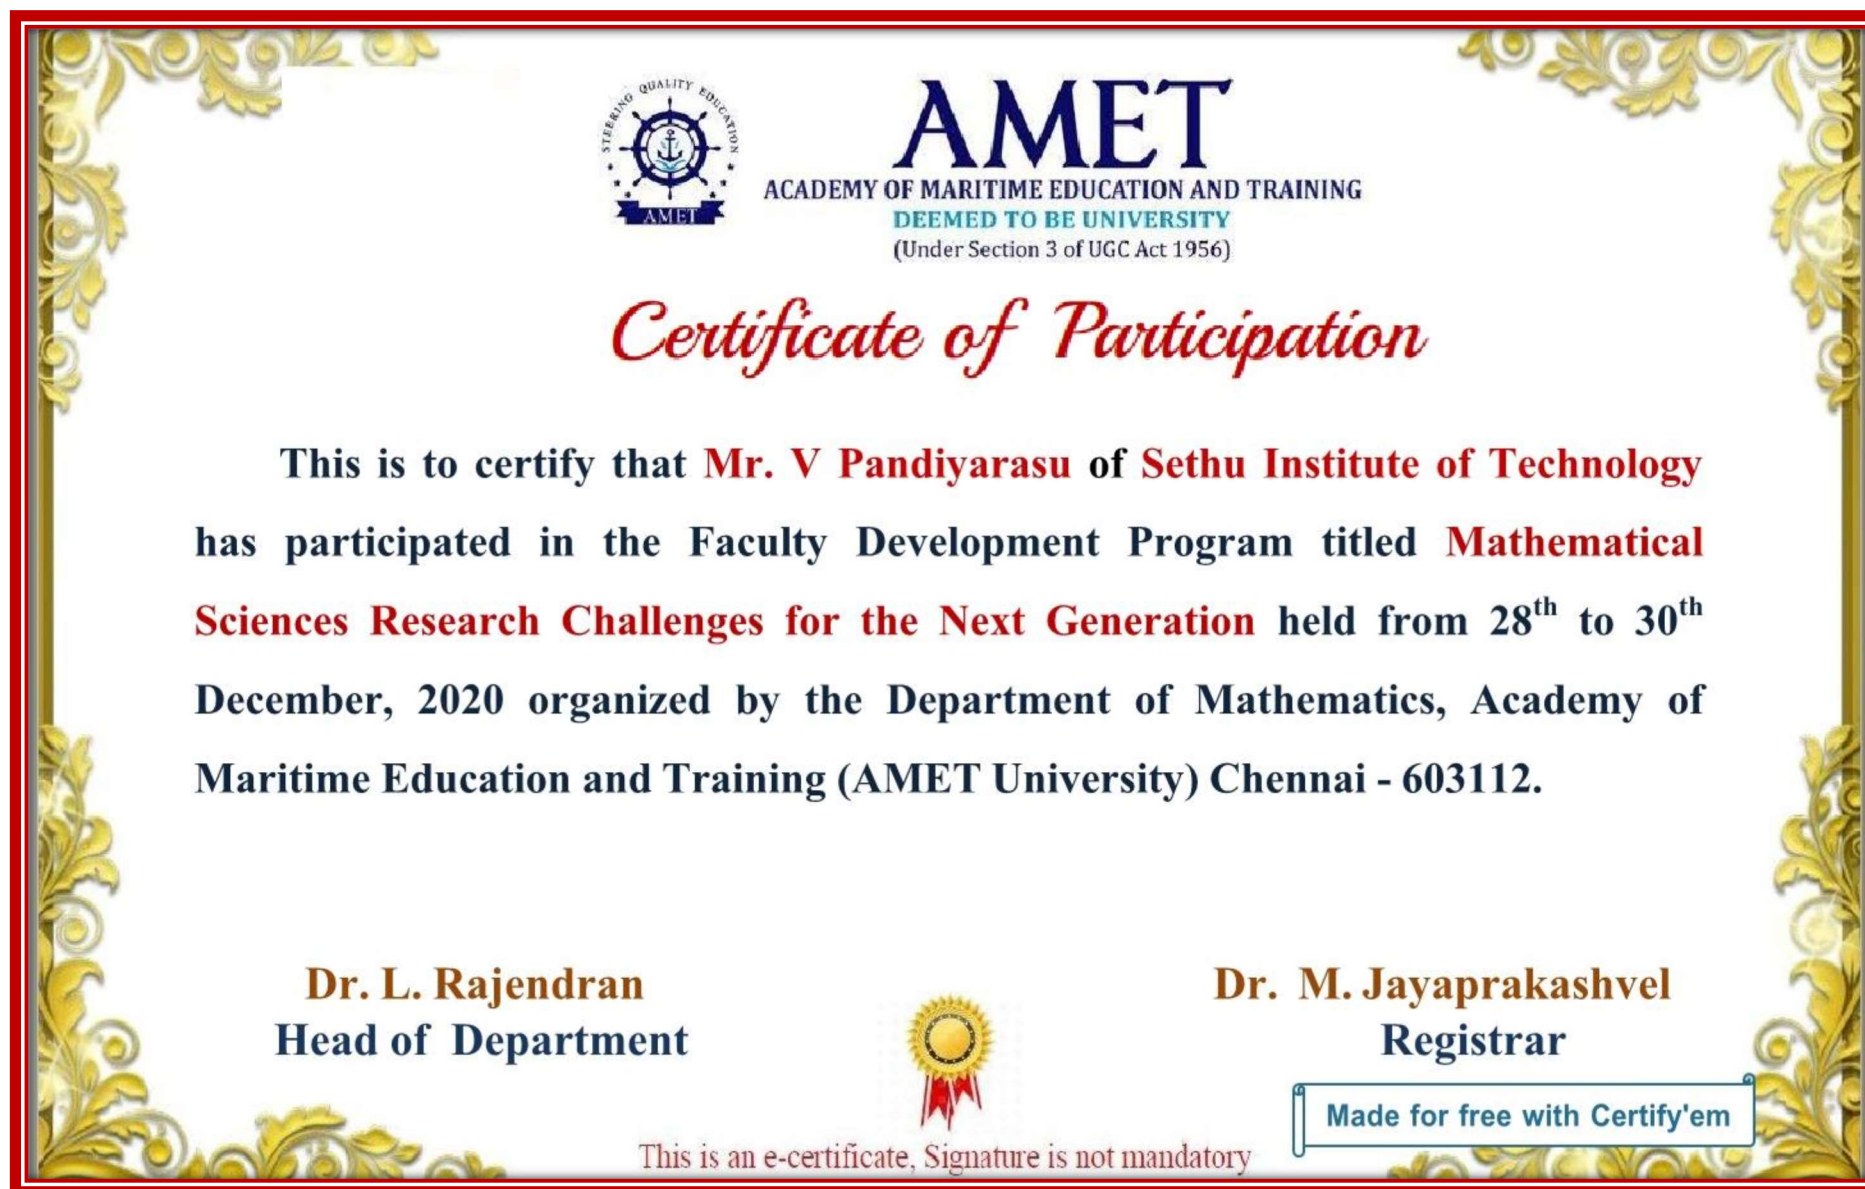 STEERING QUALITY EDUCATION
AMET
AMET
ACADEMY OF MARITIME EDUCATION AND TRAINING
DEEMED TO BE UNIVERSITY
(Under Section 3 of UGC Act 1956)
Certificate of Participation
This is to certify that Mr. V Pandiyarasu of Sethu Institute of Technology
has participated in the Faculty Development Program titled Mathematical
Sciences Research Challenges for the Next Generation held from 28th to 30th
December, 2020 organized by the Department of Mathematics, Academy of
Maritime Education and Training (AMET University) Chennai - 603112.
Dr. L. Rajendran
Head of Department
Dr. M. Jayaprakashvel
Registrar
Made for free with Certify'em
This is an e-certificate, Signature is not mandatory